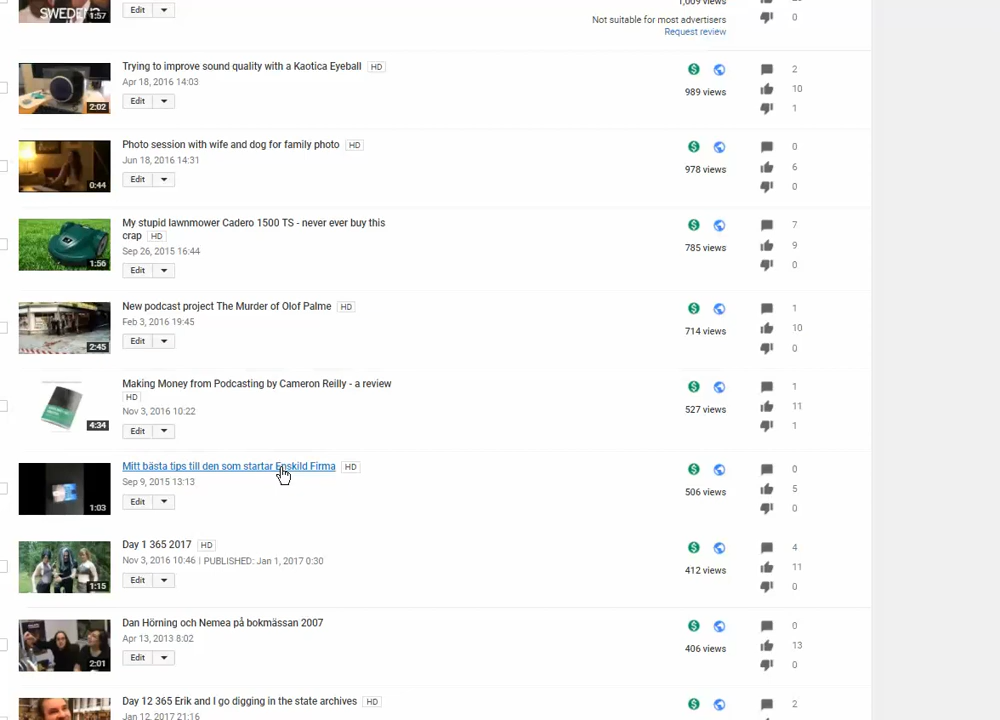 SWEDEN
1:57
Edit
1,009 views
0
Not suitable for most advertisers
Request review
Trying to improve sound quality with a Kaotica Eyeball HD
Apr 18, 2016 14:03
Edit
2:02
989 views
2
10
1
Photo session with wife and dog for family photo HD
Jun 18, 2016 14:31
Edit
0:44
978 views
0
6
0
My stupid lawnmower Cadero 1500 TS - never ever buy this
crap HD
Sep 26, 2015 16:44
Edit
1:56
785 views
7
9
0
New podcast project The Murder of Olof Palme HD
Feb 3, 2016 19:45
Edit
2:45
714 views
1
10
0
Making Money from Podcasting by Cameron Reilly - a review
HD
Nov 3, 2016 10:22
Edit
4:34
527 views
1
11
1
Mitt bästa tips till den som startar Enskild Firma HD
Sep 9, 2015 13:13
Edit
1:03
506 views
0
5
0
Day 1 365 2017 HD
Nov 3, 2016 10:46 | PUBLISHED: Jan 1, 2017 0:30
Edit
1:15
412 views
4
11
0
Dan Hörning och Nemea på bokmässan 2007
Apr 13, 2013 8:02
Edit
2:01
406 views
0
13
0
Day 12 365 Erik and I go digging in the state archives HD
Jan 12, 2017 21:16
2